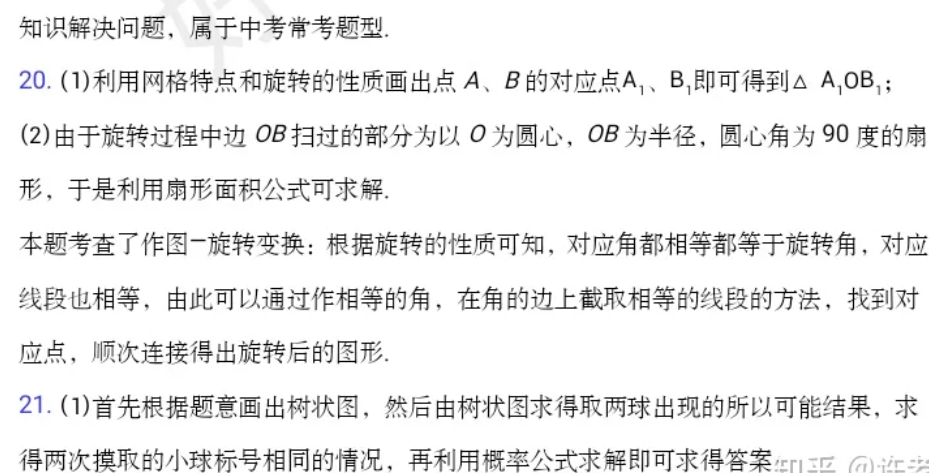 知识解决问题，属于中考常考题型.
20. (1)利用网格特点和旋转的性质画出点 A、B 的对应点A₁、B₁即可得到△ A₁OB₁；
(2)由于旋转过程中边 OB 扫过的部分为以 O 为圆心，OB 为半径，圆心角为 90 度的扇
形，于是利用扇形面积公式可求解.
本题考查了作图－旋转变换：根据旋转的性质可知，对应角都相等都等于旋转角，对应
线段也相等，由此可以通过作相等的角，在角的边上截取相等的线段的方法，找到对
应点，顺次连接得出旋转后的图形.
21. (1)首先根据题意画出树状图，然后由树状图求得取两球出现的所以可能结果，求
得两次摸取的小球标号相同的情况，再利用概率公式求解即可求得答案
知乎 @许老